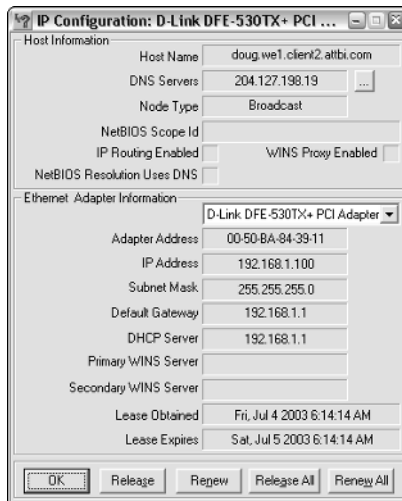 IP Configuration: D-Link DFE-530TX+ PCI ...
Host Information
Host Name doug.we1.client2.attbi.com
DNS Servers 204.127.198.19 ...
Node Type Broadcast
NetBIOS Scope Id
IP Routing Enabled WINS Proxy Enabled
NetBIOS Resolution Uses DNS
Ethernet Adapter Information
D-Link DFE-530TX+ PCI Adapter
Adapter Address 00-50-BA-84-39-11
IP Address 192.168.1.100
Subnet Mask 255.255.255.0
Default Gateway 192.168.1.1
DHCP Server 192.168.1.1
Primary WINS Server
Secondary WINS Server
Lease Obtained Fri, Jul 4 2003 6:14:14 AM
Lease Expires Sat, Jul 5 2003 6:14:14 AM
OK Release Renew Release All Renew All